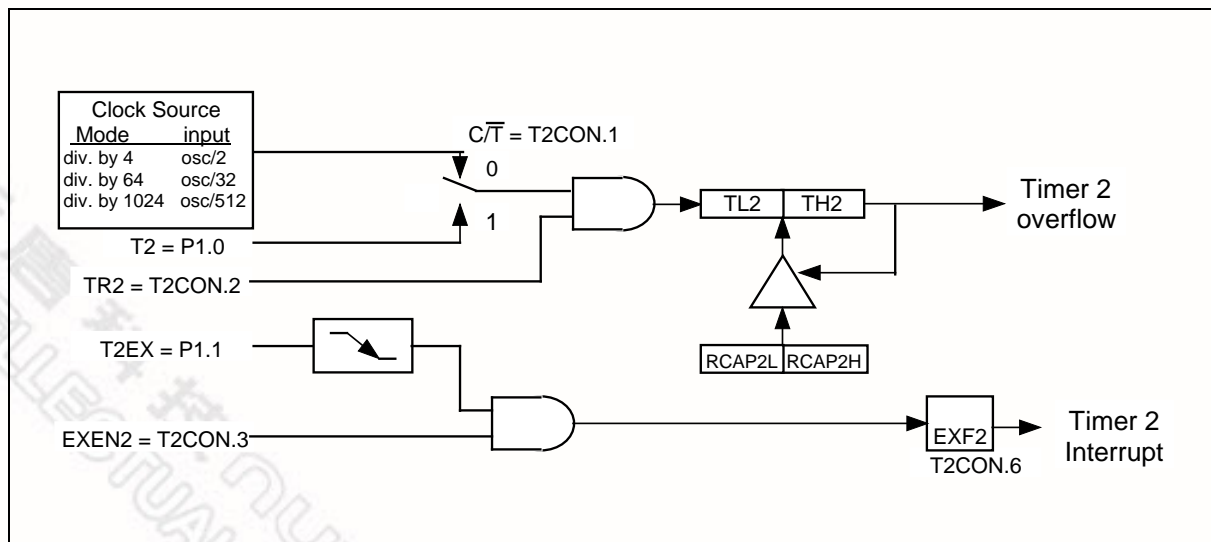 Clock Source
Mode input
div. by 4 osc/2
div. by 64 osc/32
div. by 1024 osc/512
C/T̅ = T2CON.1
0
1
T2 = P1.0
TR2 = T2CON.2
TL2 TH2
Timer 2
overflow
T2EX = P1.1
RCAP2L RCAP2H
EXEN2 = T2CON.3
EXF2
T2CON.6
Timer 2
Interrupt